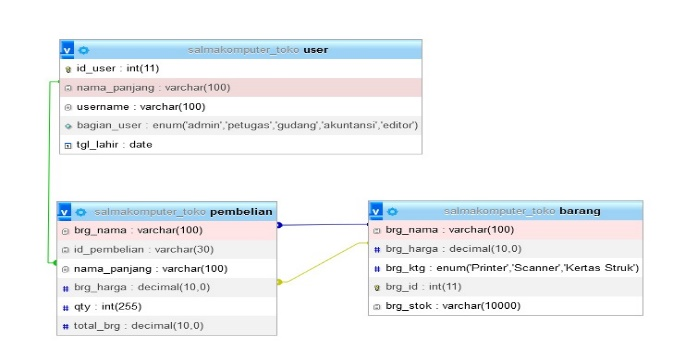 salmakomputer_toko user
id_user : int(11)
nama_panjang : varchar(100)
username : varchar(100)
bagian_user : enum('admin','petugas','gudang','akuntansi','editor')
tgl_lahir : date
salmakomputer_toko pembelian
brg_nama : varchar(100)
id_pembelian : varchar(30)
nama_panjang : varchar(100)
brg_harga : decimal(10,0)
qty : int(255)
total_brg : decimal(10,0)
salmakomputer_toko barang
brg_nama : varchar(100)
brg_harga : decimal(10,0)
brg_ktg : enum('Printer','Scanner','Kertas Struk')
brg_id : int(11)
brg_stok : varchar(10000)